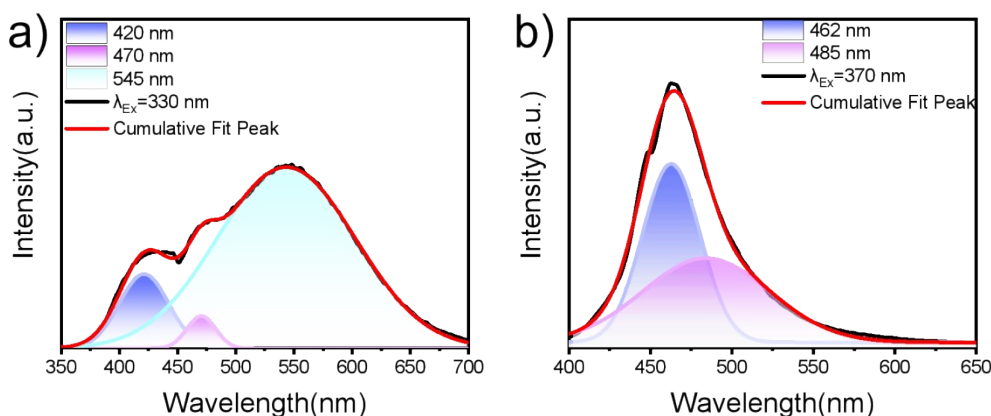 a)
420 nm
470 nm
545 nm
λEx=330 nm
Cumulative Fit Peak
Intensity(a.u.)
350 400 450 500 550 600 650 700
Wavelength(nm)
b)
462 nm
485 nm
λEx=370 nm
Cumulative Fit Peak
Intensity(a.u.)
400 450 500 550 600 650
Wavelength(nm)